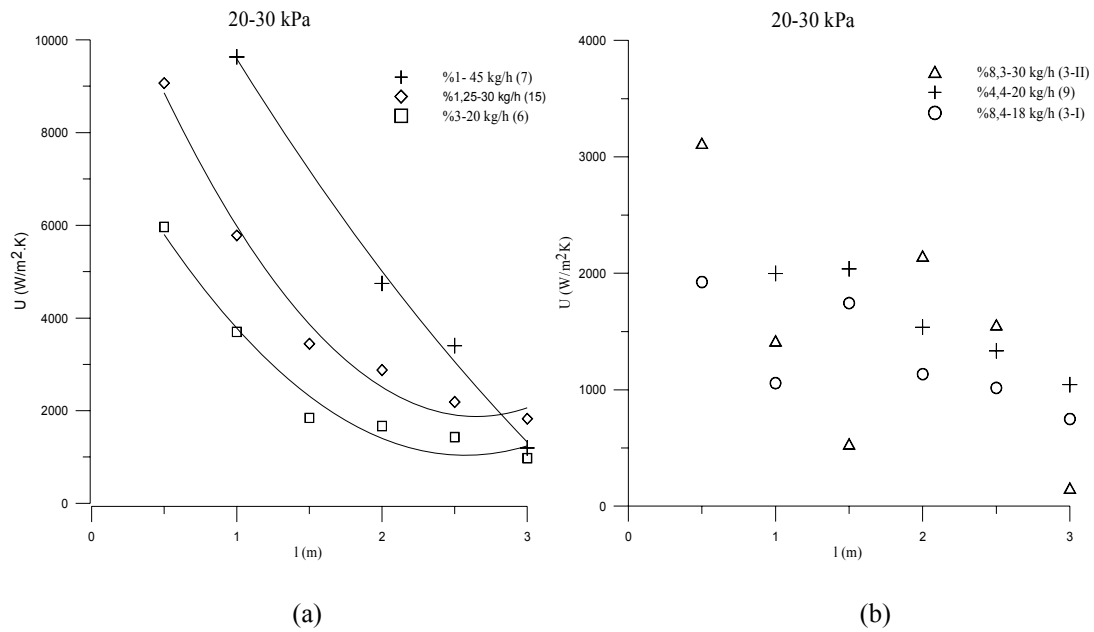 20-30 kPa
10000
8000
6000
4000
2000
0
U (W/m².K)
%1- 45 kg/h (7)
%1,25-30 kg/h (15)
%3-20 kg/h (6)
0 1 2 3
l (m)
(a)
20-30 kPa
4000
3000
2000
1000
0
U (W/m²K)
%8,3-30 kg/h (3-II)
%4,4-20 kg/h (9)
%8,4-18 kg/h (3-I)
0 1 2 3
l (m)
(b)